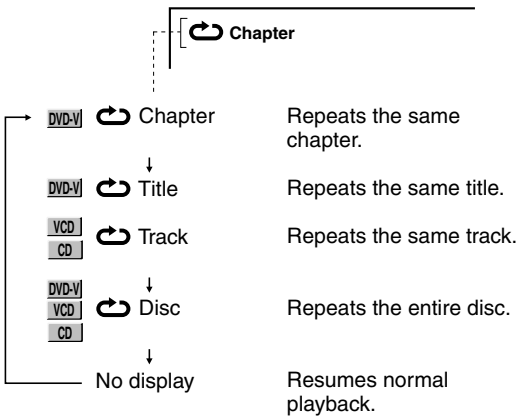 Chapter
DVD-V Chapter Repeats the same
chapter.
DVD-V Title Repeats the same title.
VCD
CD
Track Repeats the same track.
DVD-V
VCD
CD
Disc Repeats the entire disc.
No display Resumes normal
playback.